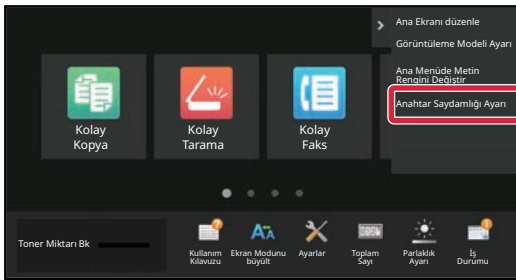 Ana Ekranı düzenle
Görüntüleme Modeli Ayarı
Ana Menüde Metin
Rengini Değiştir
Anahtar Saydamlığı Ayarı
Kolay
Kopya
Kolay
Tarama
Kolay
Faks
Toner Miktarı Bk
Kullanım
Kılavuzu
Ekran Modunu
büyült
Ayarlar
Toplam
Sayı
Parlaklık
Ayarı
İş
Durumu